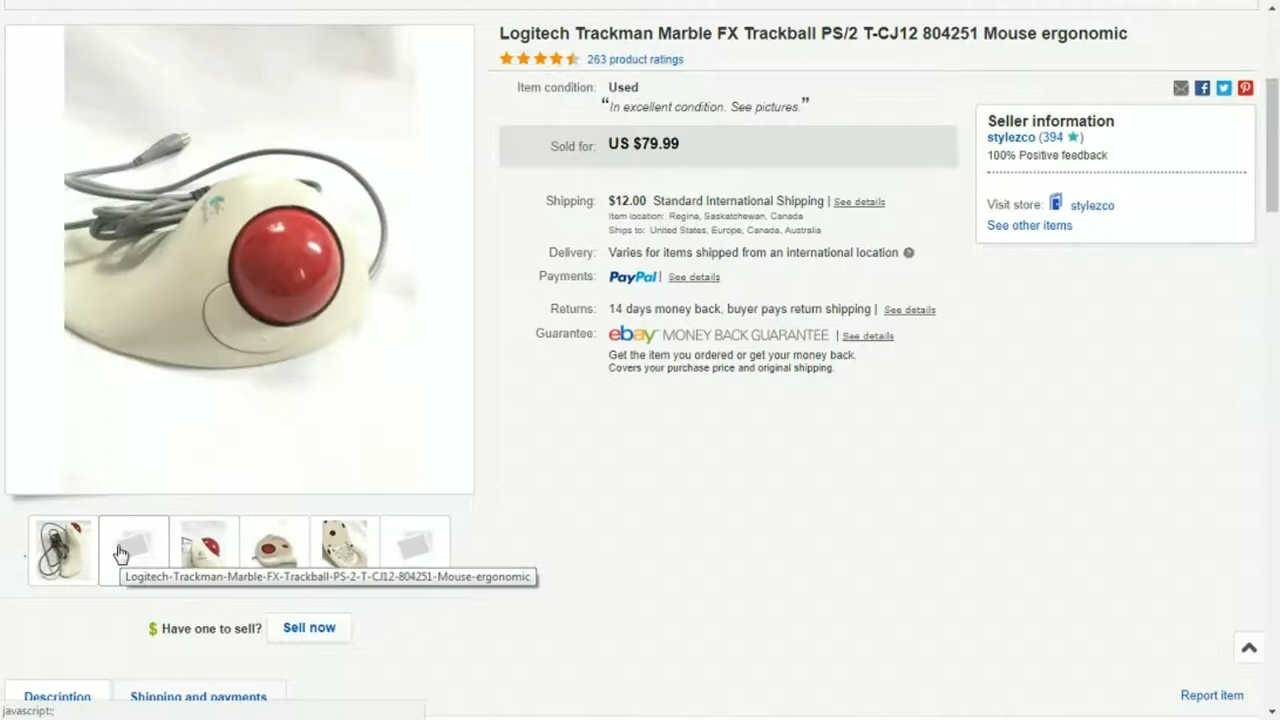 Logitech Trackman Marble FX Trackball PS/2 T-CJ12 804251 Mouse ergonomic
263 product ratings
Item condition: Used
“In excellent condition. See pictures.”
Sold for: US $79.99
Shipping: $12.00 Standard International Shipping | See details
Item location: Regina, Saskatchewan, Canada
Ships to: United States, Europe, Canada, Australia
Delivery: Varies for items shipped from an international location
Payments: PayPal | See details
Returns: 14 days money back, buyer pays return shipping | See details
Guarantee: ebay MONEY BACK GUARANTEE | See details
Get the item you ordered or get your money back.
Covers your purchase price and original shipping.
Seller information
stylezco (394 ★)
100% Positive feedback
Visit store: stylezco
See other items
Logitech-Trackman-Marble-FX-Trackball-PS-2-T-CJ12-804251-Mouse-ergonomic
$ Have one to sell? Sell now
Description Shipping and payments
Report item
javascript:;